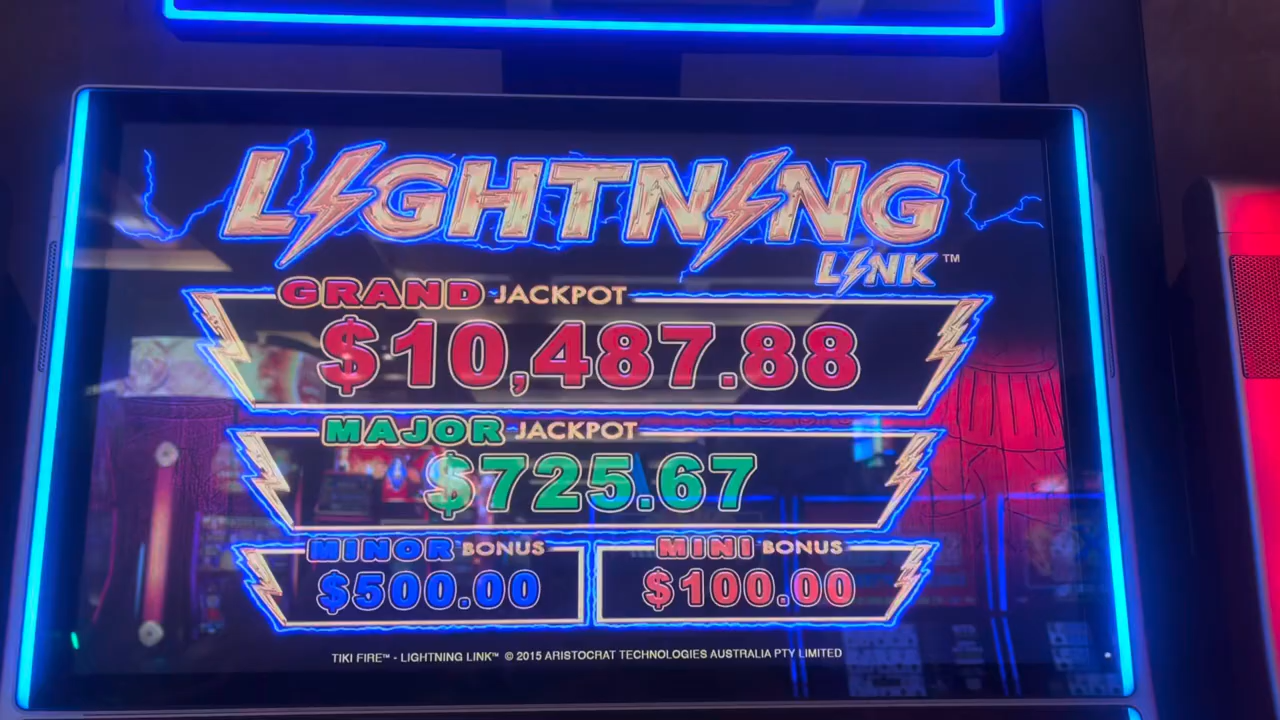 LIGHTNING
LINK™
GRAND JACKPOT
$10,487.88
MAJOR JACKPOT
$725.67
MINOR BONUS MINI BONUS
$500.00 $100.00
TIKI FIRE™ - LIGHTNING LINK™ © 2015 ARISTOCRAT TECHNOLOGIES AUSTRALIA PTY LIMITED